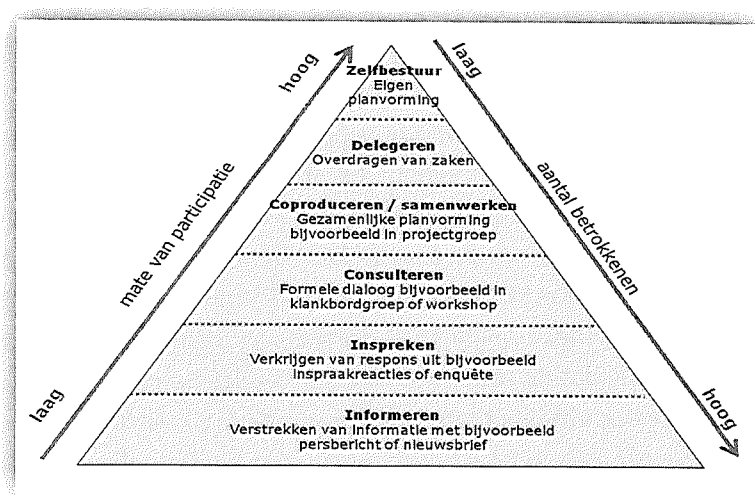 hoog
laag
Zelfbestuur
Eigen
planvorming
Delegeren
Overdragen van zaken
mate van participatie
aantal betrokkenen
Coproduceren / samenwerken
Gezamenlijke planvorming
bijvoorbeeld in projectgroep
Consulteren
Formele dialoog bijvoorbeeld in
klankbordgroep of workshop
Inspreken
Verkrijgen van respons uit bijvoorbeeld
inspraakreacties of enquête
laag
hoog
Informeren
Verstrekken van informatie met bijvoorbeeld
persbericht of nieuwsbrief